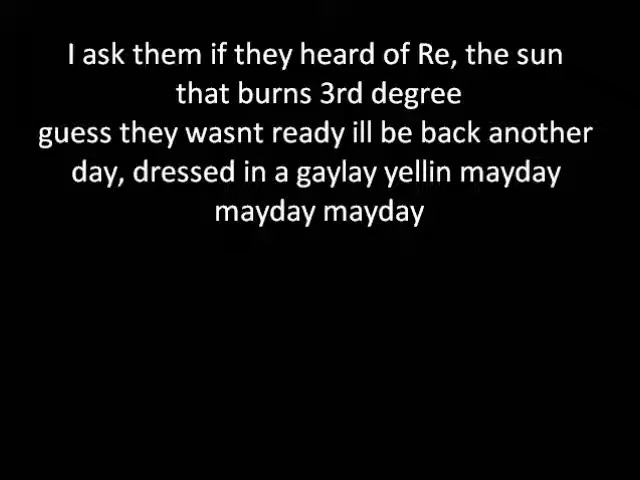 I ask them if they heard of Re, the sun
that burns 3rd degree
guess they wasnt ready ill be back another
day, dressed in a gaylay yellin mayday
mayday mayday